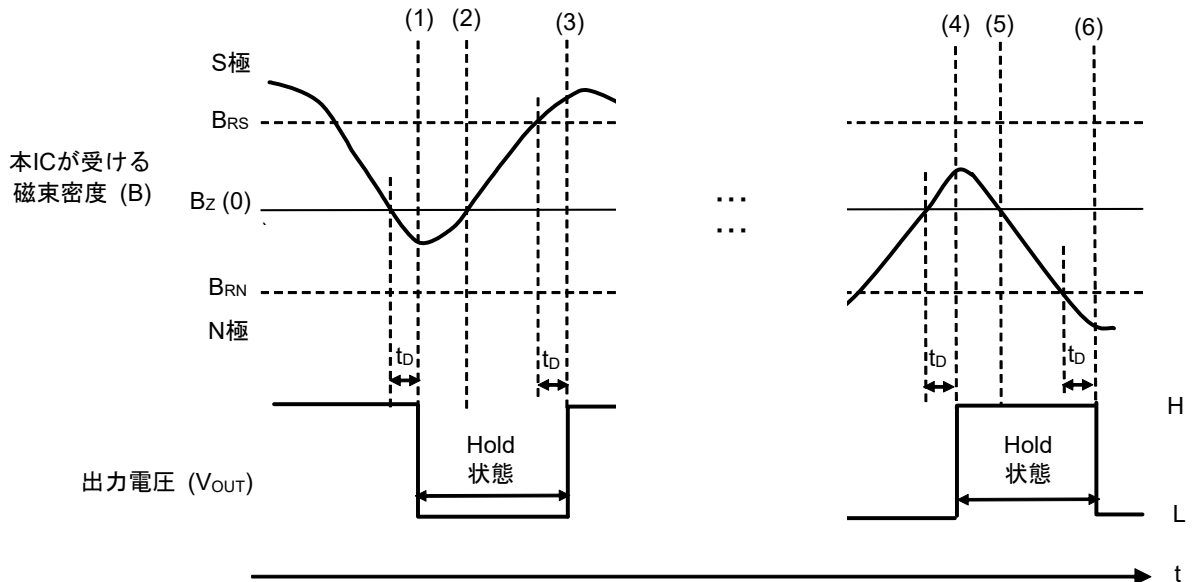 (1) (2) (3) (4) (5) (6)
S極
BRS
本ICが受ける
磁束密度 (B)
BZ (0)
…
…
BRN
N極
tD tD tD tD
H
Hold
状態
Hold
状態
出力電圧 (VOUT)
L
t